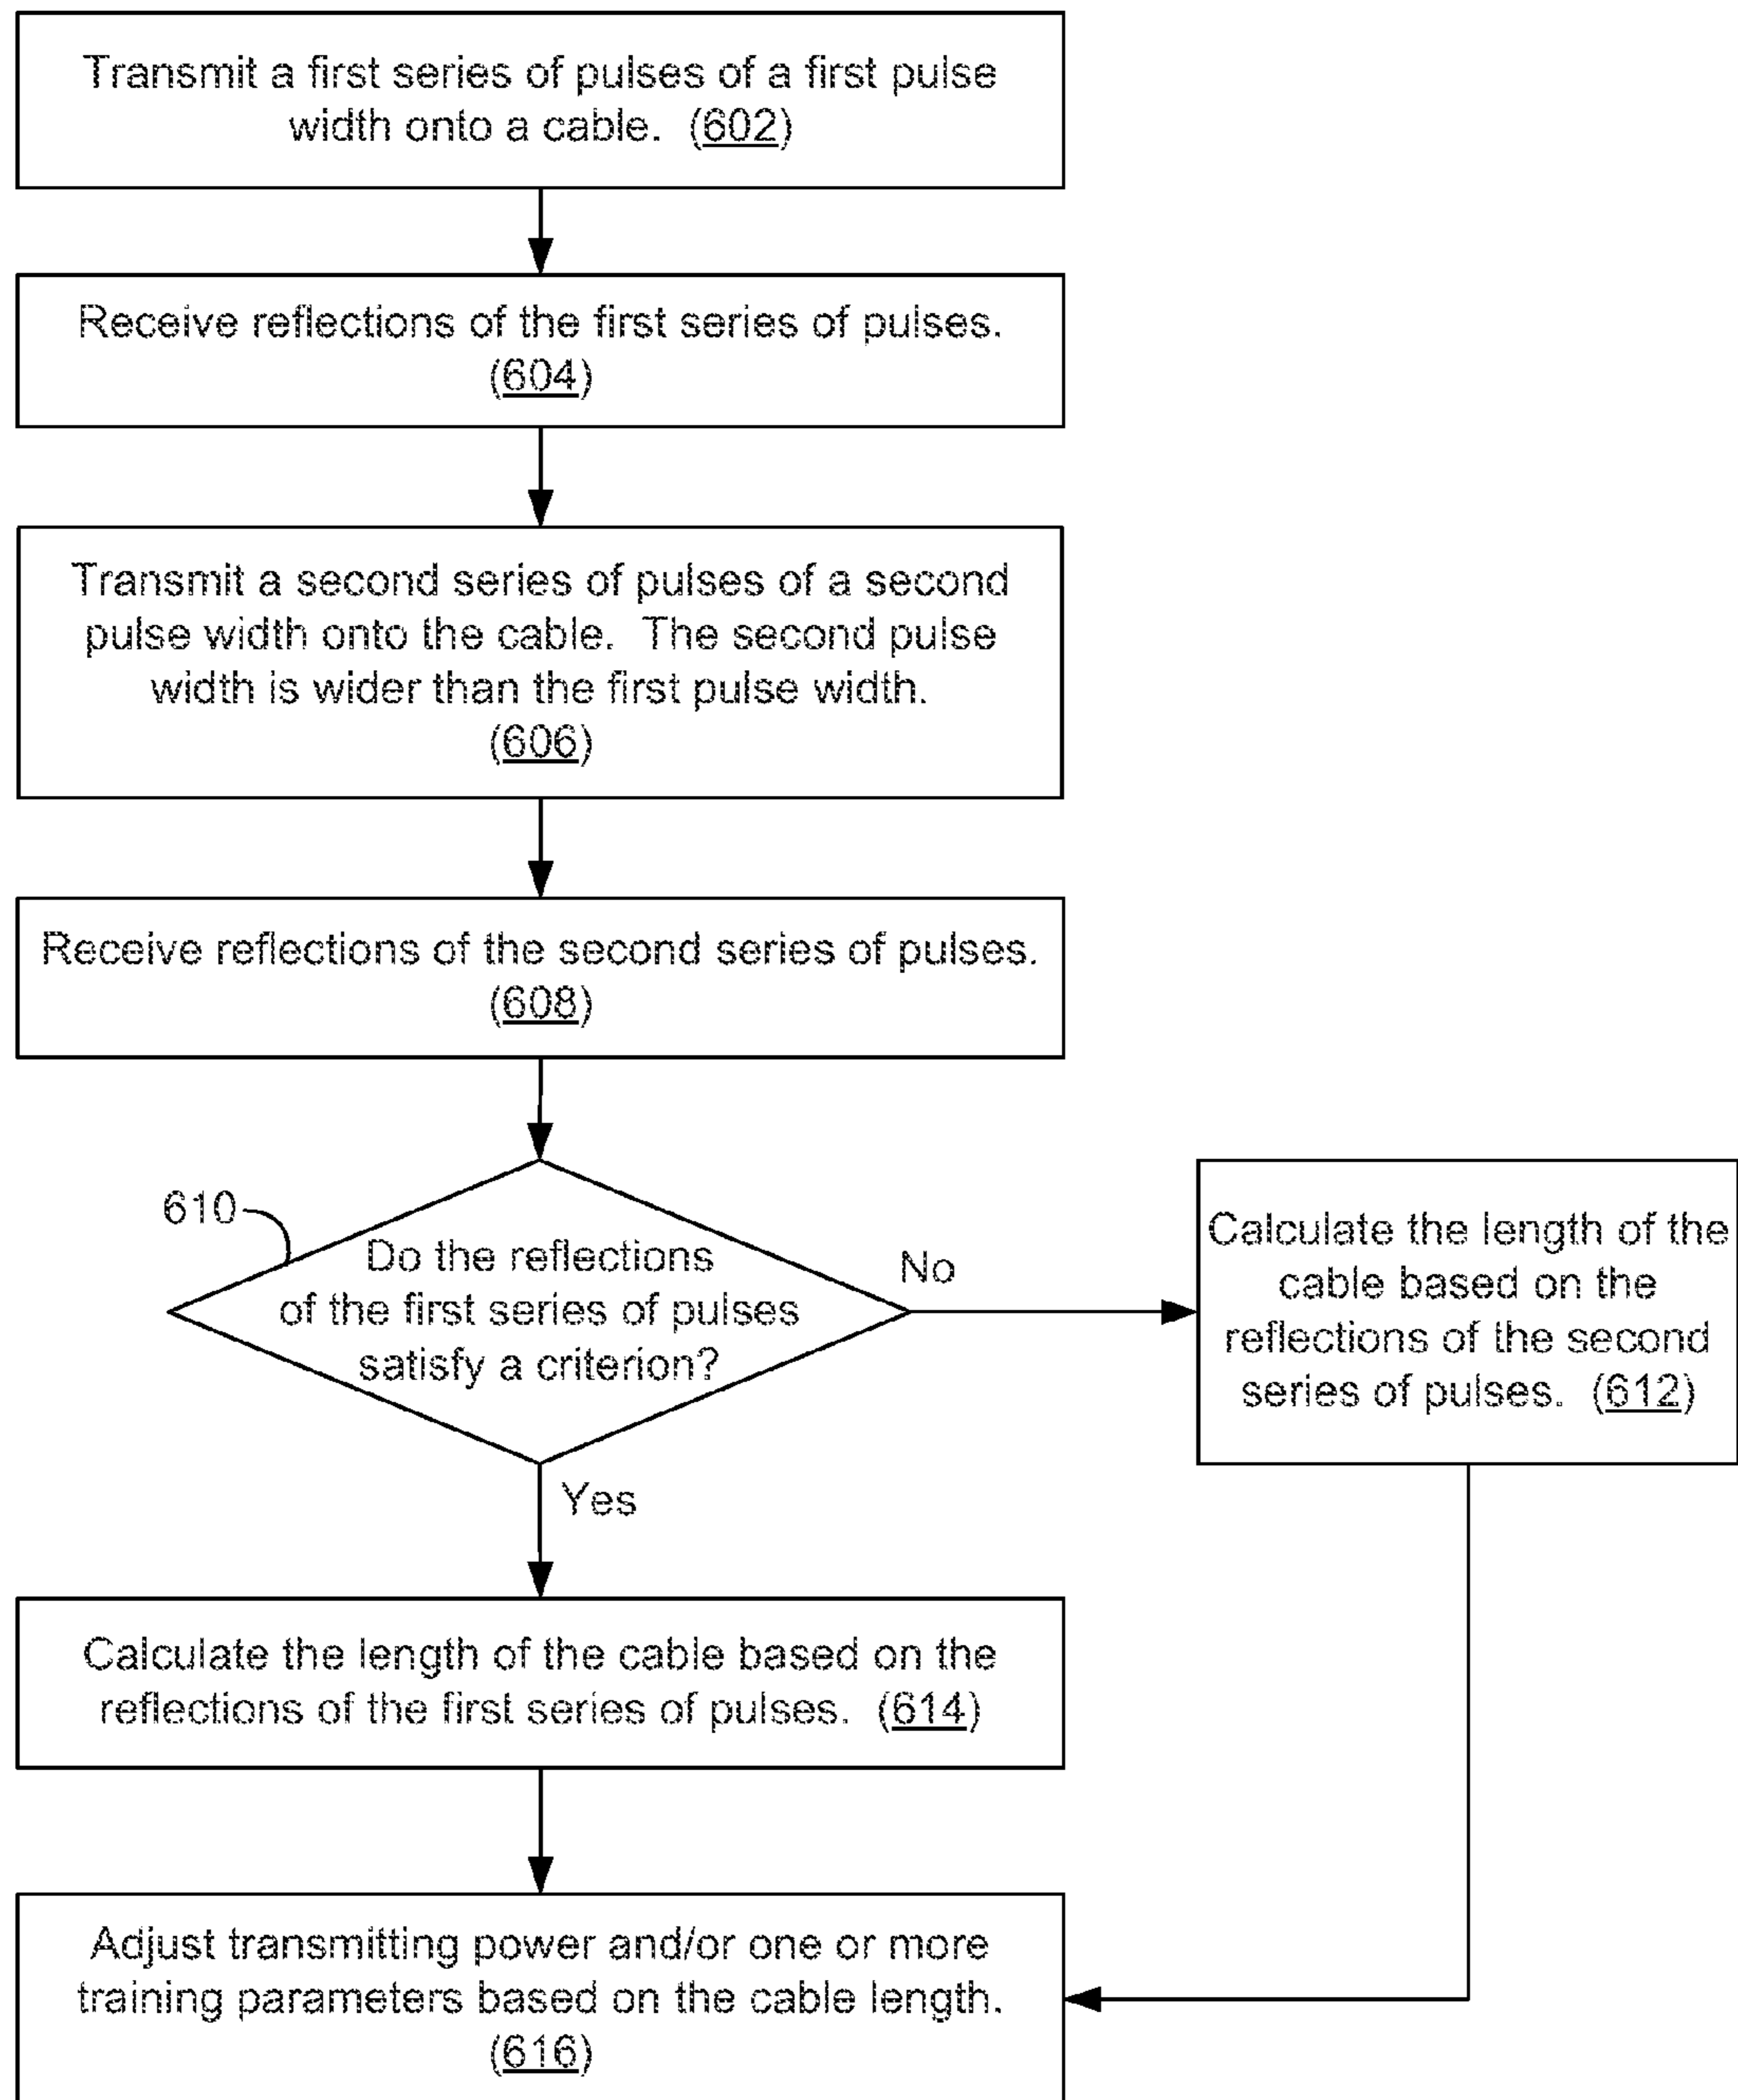 Transmit a first series of pulses of a first pulse
width onto a cable. (602)
Receive reflections of the first series of pulses.
(604)
Transmit a second series of pulses of a second
pulse width onto the cable. The second pulse
width is wider than the first pulse width.
(606)
Receive reflections of the second series of pulses.
(608)
610
Do the reflections
of the first series of pulses
satisfy a criterion?
No
Calculate the length of the
cable based on the
reflections of the second
series of pulses. (612)
Yes
Calculate the length of the cable based on the
reflections of the first series of pulses. (614)
Adjust transmitting power and/or one or more
training parameters based on the cable length.
(616)